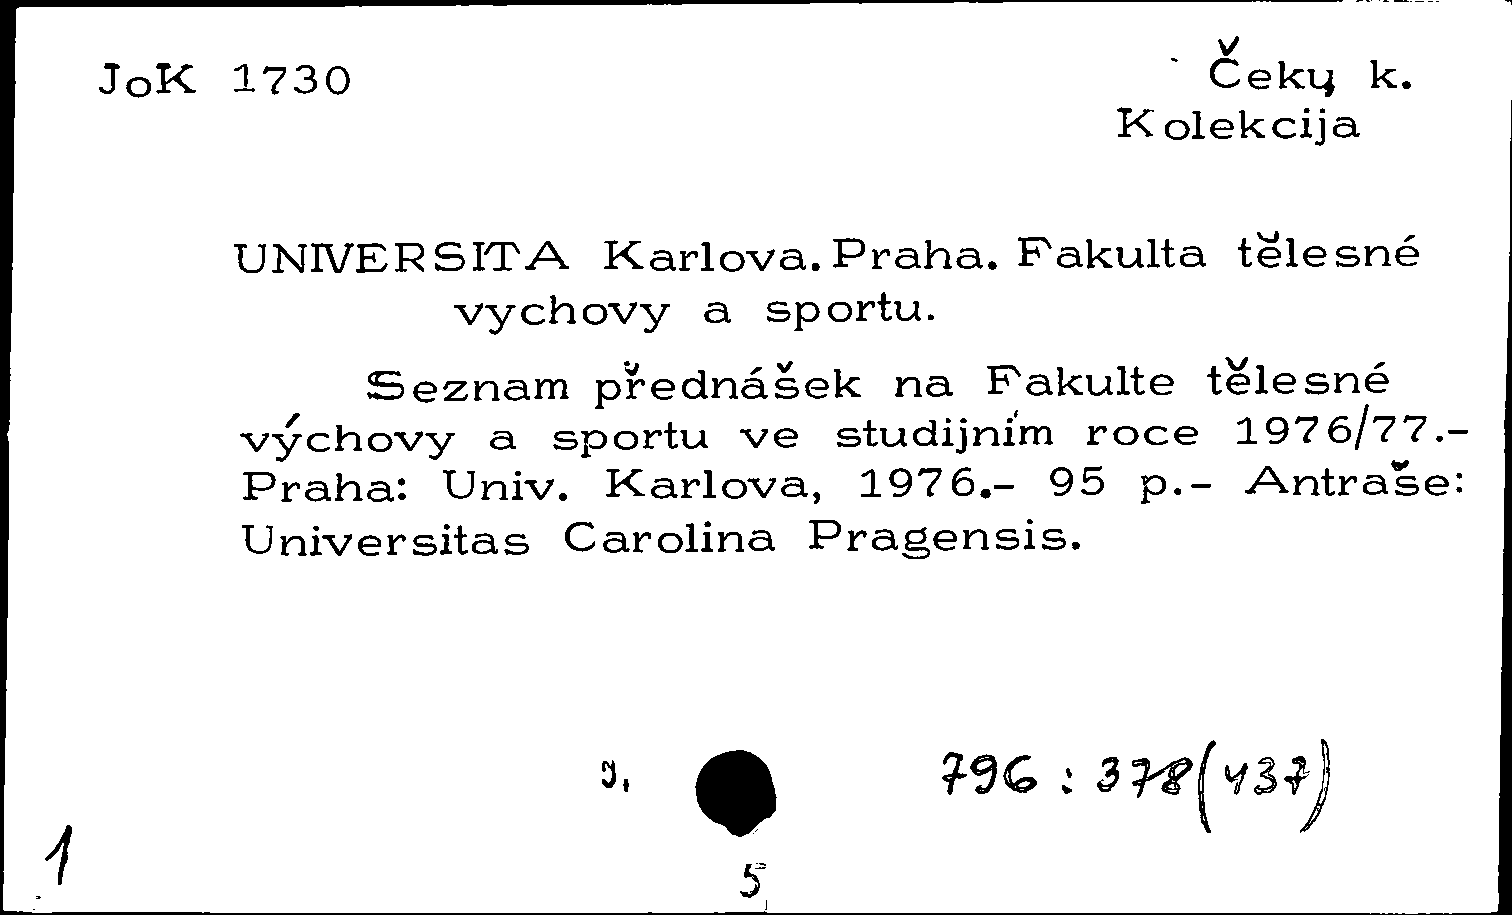 JoK 1730
Čekų k.
Kolekcija
UNIVERSITA Karlova. Praha. Fakulta tělesné
vychovy a sportu.
Seznam přednášek na Fakulte tělesné
výchovy a sportu ve studijním roce 1976/77.-
Praha: Univ. Karlova, 1976.- 95 p.- Antraše:
Universitas Carolina Pragensis.
796 : 378(437)
1
5